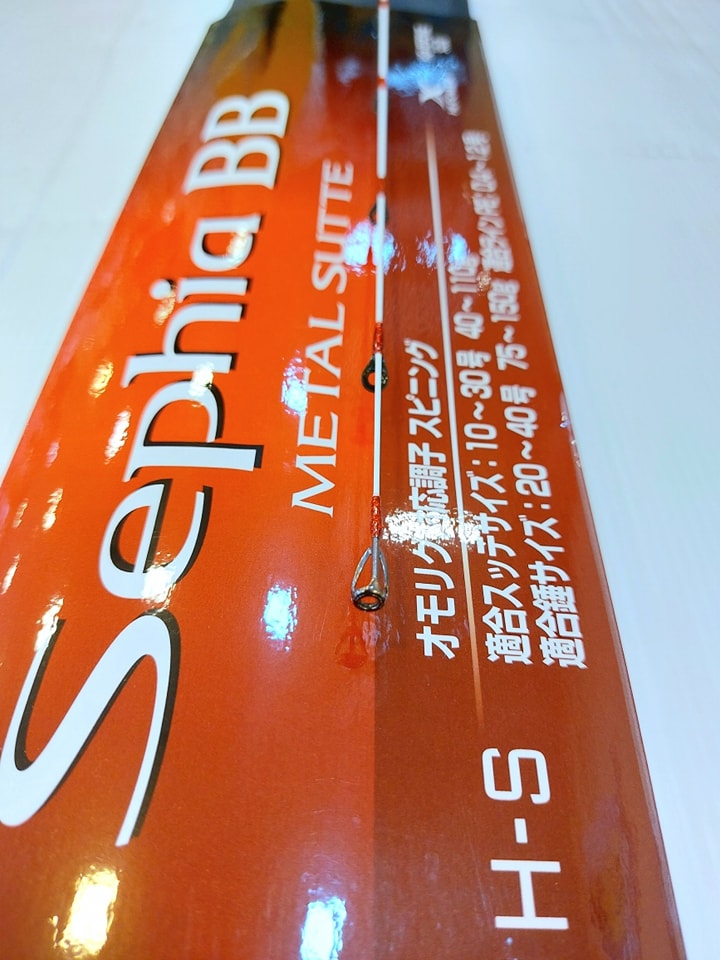 Sephia BB
METAL SUTTE
H-S
オモリグ対応調子 スピニング
適合スッテサイズ：10～30号 40～110g
適合錘サイズ：20～40号 75～150g